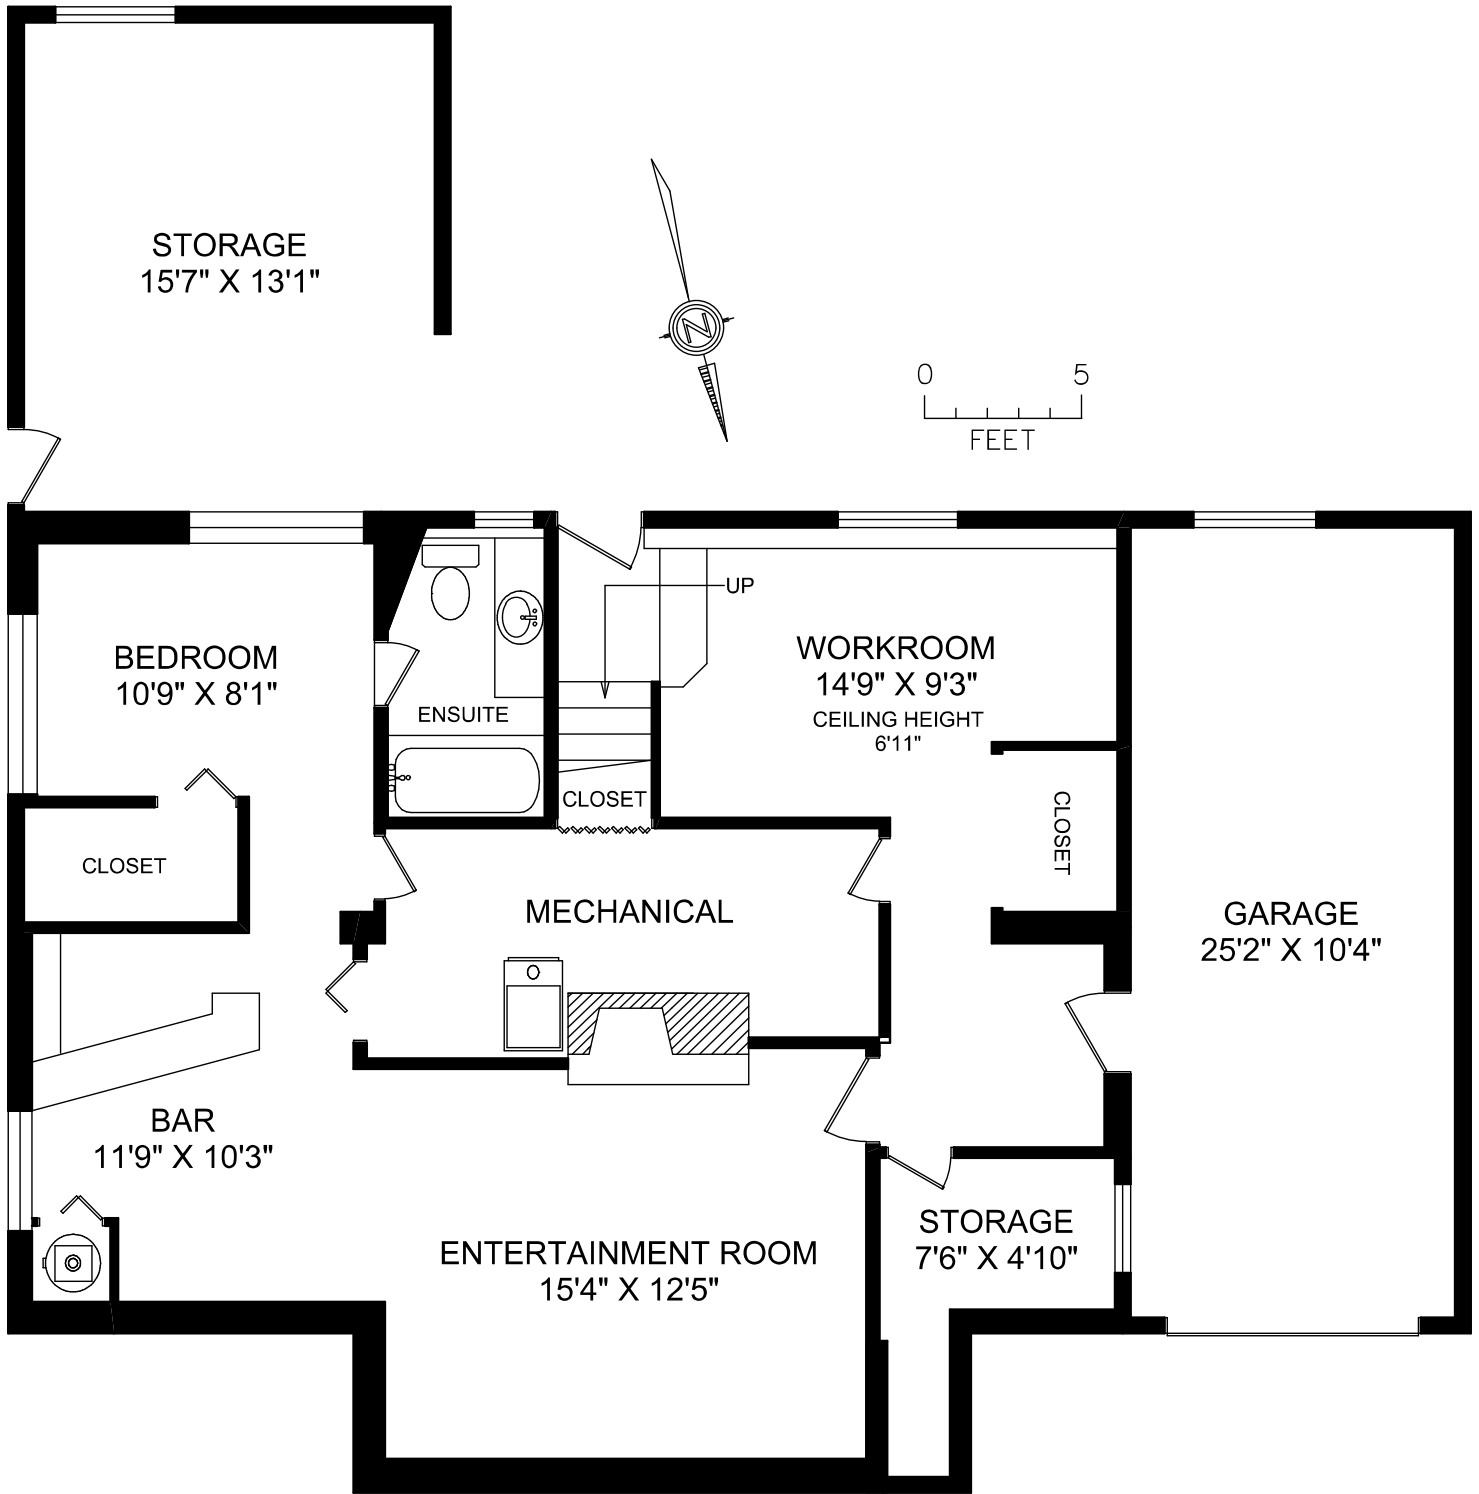 STORAGE
15'7" X 13'1"
N
0 5
FEET
UP
BEDROOM
10'9" X 8'1"
ENSUITE
WORKROOM
14'9" X 9'3"
CEILING HEIGHT
6'11"
CLOSET
CLOSET
CLOSET
MECHANICAL
GARAGE
25'2" X 10'4"
BAR
11'9" X 10'3"
ENTERTAINMENT ROOM
15'4" X 12'5"
STORAGE
7'6" X 4'10"